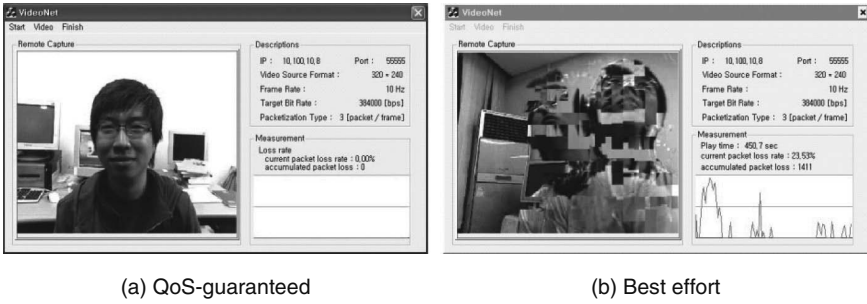 VideoNet
Start Video Finish
Remote Capture
Descriptions
IP : 10,100,10,8 Port : 55555
Video Source Format : 320 * 240
Frame Rate : 10 Hz
Target Bit Rate : 384000 [bps]
Packetization Type : 3 [packet / frame]
Measurement
Loss rate
current packet loss rate : 0,00%
accumulated packet loss : 0
(a) QoS-guaranteed
VideoNet
Start Video Finish
Remote Capture
Descriptions
IP : 10,100,10,8 Port : 55555
Video Source Format : 320 * 240
Frame Rate : 10 Hz
Target Bit Rate : 384000 [bps]
Packetization Type : 3 [packet / frame]
Measurement
Play time : 450,7 sec
current packet loss rate : 23,53%
accumulated packet loss : 1411
(b) Best effort